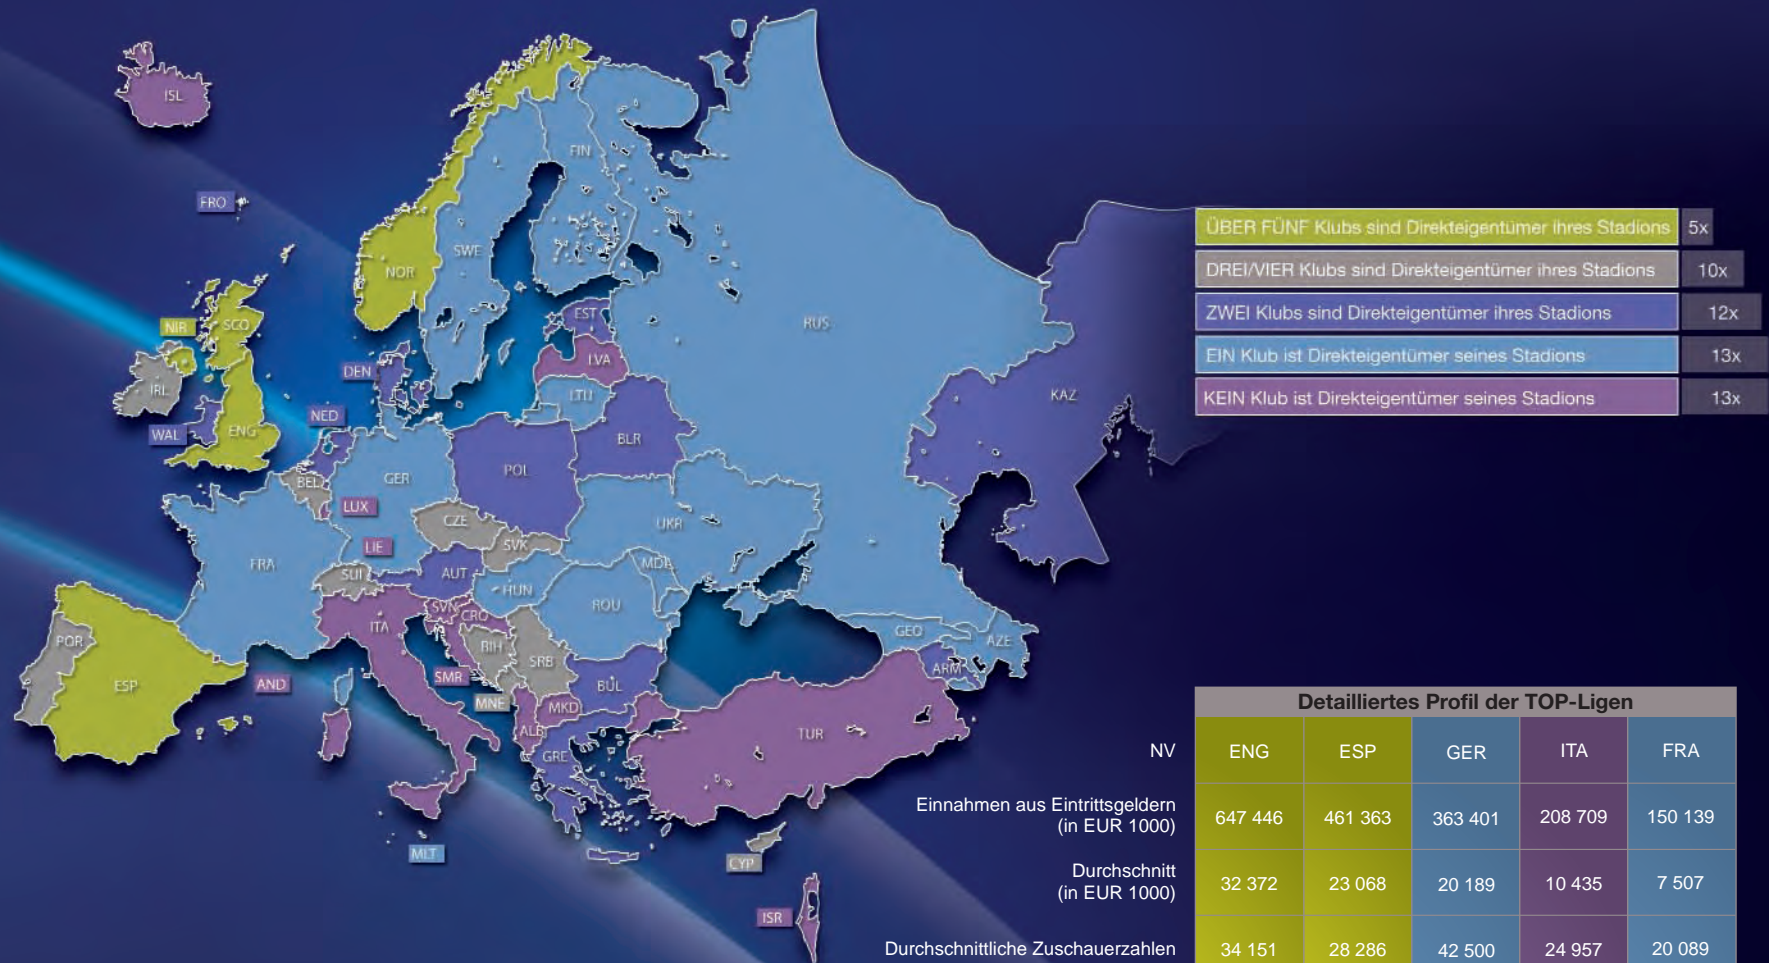 ISL
FRO
FIN
SWE
NOR
RUS
EST
LVA
LTU
NIR
SCO
IRL
DEN
NED
WAL
ENG
KAZ
BLR
POL
GER
BEL
LUX
CZE
UKR
LIE
SVK
FRA
SUI
AUT
HUN
MDL
ROU
SVN
CRO
ITA
BIH
SRB
GEO
AZE
ARM
POR
ESP
AND
SMR
MNE
BUL
MKD
ALB
TUR
GRE
MLT
CYP
ISR
ÜBER FÜNF Klubs sind Direkteigentümer ihres Stadions 5x
DREI/VIER Klubs sind Direkteigentümer ihres Stadions 10x
ZWEI Klubs sind Direkteigentümer ihres Stadions 12x
EIN Klub ist Direkteigentümer seines Stadions 13x
KEIN Klub ist Direkteigentümer seines Stadions 13x
Detailliertes Profil der TOP-Ligen
NV ENG ESP GER ITA FRA
Einnahmen aus Eintrittsgeldern
(in EUR 1000) 647 446 461 363 363 401 208 709 150 139
Durchschnitt
(in EUR 1000) 32 372 23 068 20 189 10 435 7 507
Durchschnittliche Zuschauerzahlen 34 151 28 286 42 500 24 957 20 089